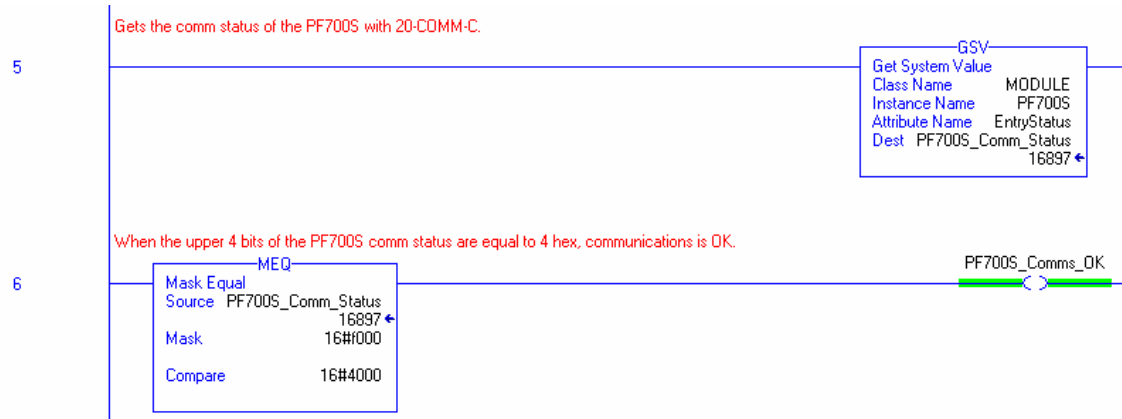 Gets the comm status of the PF700S with 20-COMM-C.
5
GSV
Get System Value
Class Name MODULE
Instance Name PF700S
Attribute Name EntryStatus
Dest PF700S_Comm_Status
16897
When the upper 4 bits of the PF700S comm status are equal to 4 hex, communications is OK.
6
MEQ
Mask Equal
Source PF700S_Comm_Status
16897
Mask 16#f000
Compare 16#4000
PF700S_Comms_OK